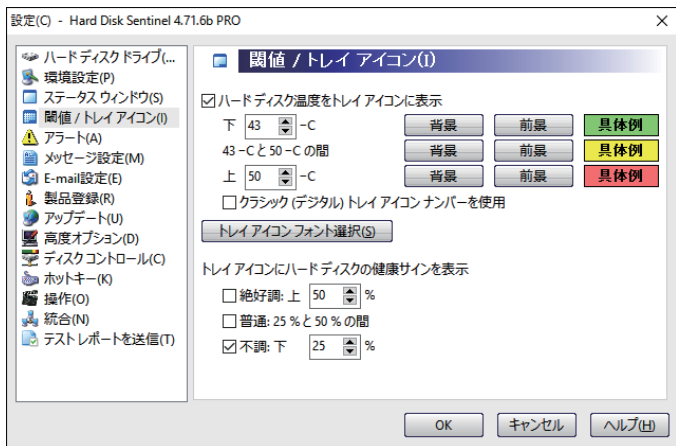 設定(C) - Hard Disk Sentinel 4.71.6b PRO
ハードディスクドライブ(...
環境設定(P)
ステータス ウィンドウ(S)
閾値 / トレイ アイコン(I)
アラート(A)
メッセージ設定(M)
E-mail設定(E)
製品登録(R)
アップデート(U)
高度オプション(D)
ディスクコントロール(C)
ホットキー(K)
操作(O)
統合(N)
テストレポートを送信(T)
閾値 / トレイ アイコン(I)
ハードディスク温度をトレイ アイコンに表示
下 43 -C 背景 前景 具体例
43 -Cと50 -C の間 背景 前景 具体例
上 50 -C 背景 前景 具体例
クラシック (デジタル) トレイ アイコン ナンバーを使用
トレイ アイコン フォント選択(S)
トレイ アイコンにハードディスクの健康サインを表示
絶好調: 上 50 %
普通: 25 %と50 % の間
不調: 下 25 %
OK キャンセル ヘルプ(H)